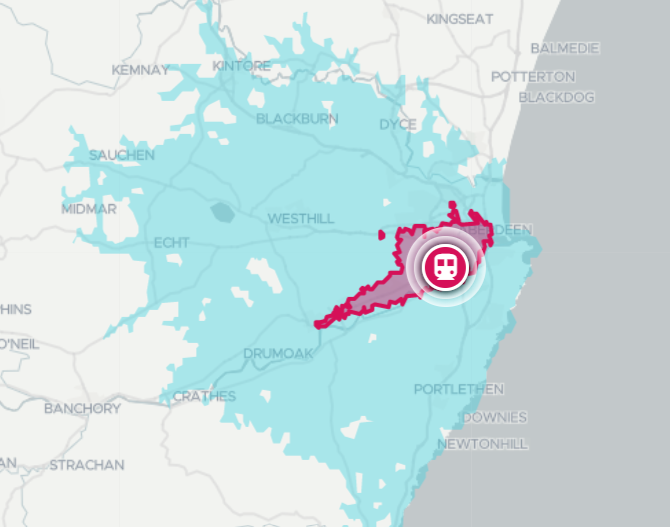 KINGSEAT
BALMEDIE
KINTORE
KEMNAY
POTTERTON
BLACKDOG
BLACKBURN
DYCE
SAUCHEN
MIDMAR
WESTHILL
ECHT
HINS
O'NEIL
DRUMOAK
PORTLETHEN
CRATHES
BANCHORY
DOWNIES
NEWTONHILL
AN
STRACHAN